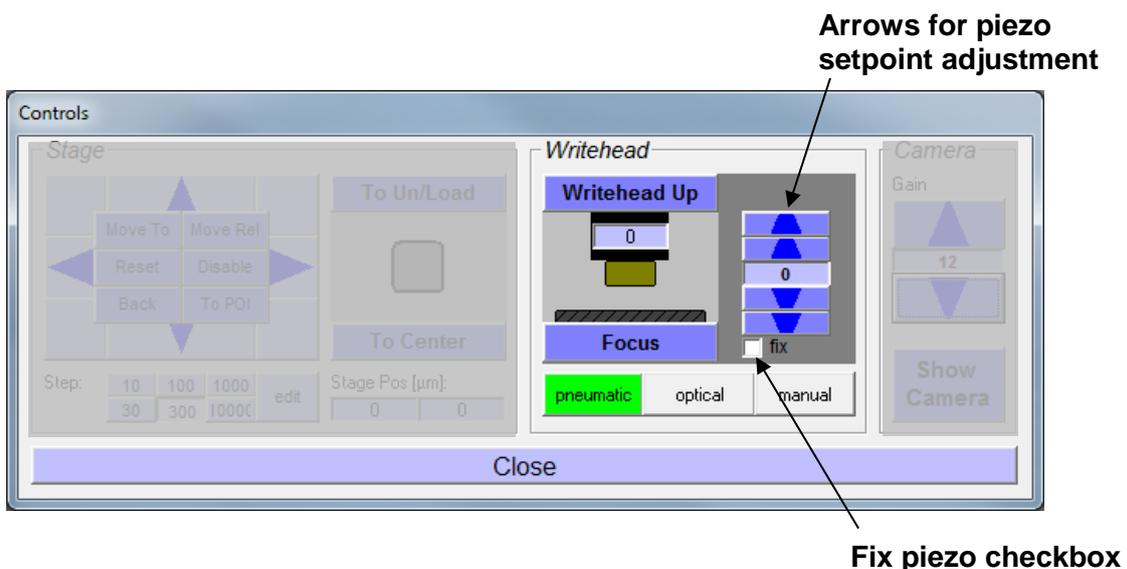 Arrows for piezo
setpoint adjustment
Controls
Stage
To Un/Load
Move To Move Rel
Reset Disable
Back To POI
To Center
Step:
10 100 1000
30 300 10000
edit
Stage Pos [µm]:
0 0
Writehead
Writehead Up
0
0
Focus
fix
pneumatic optical manual
Camera
Gain
12
Show
Camera
Close
Fix piezo checkbox